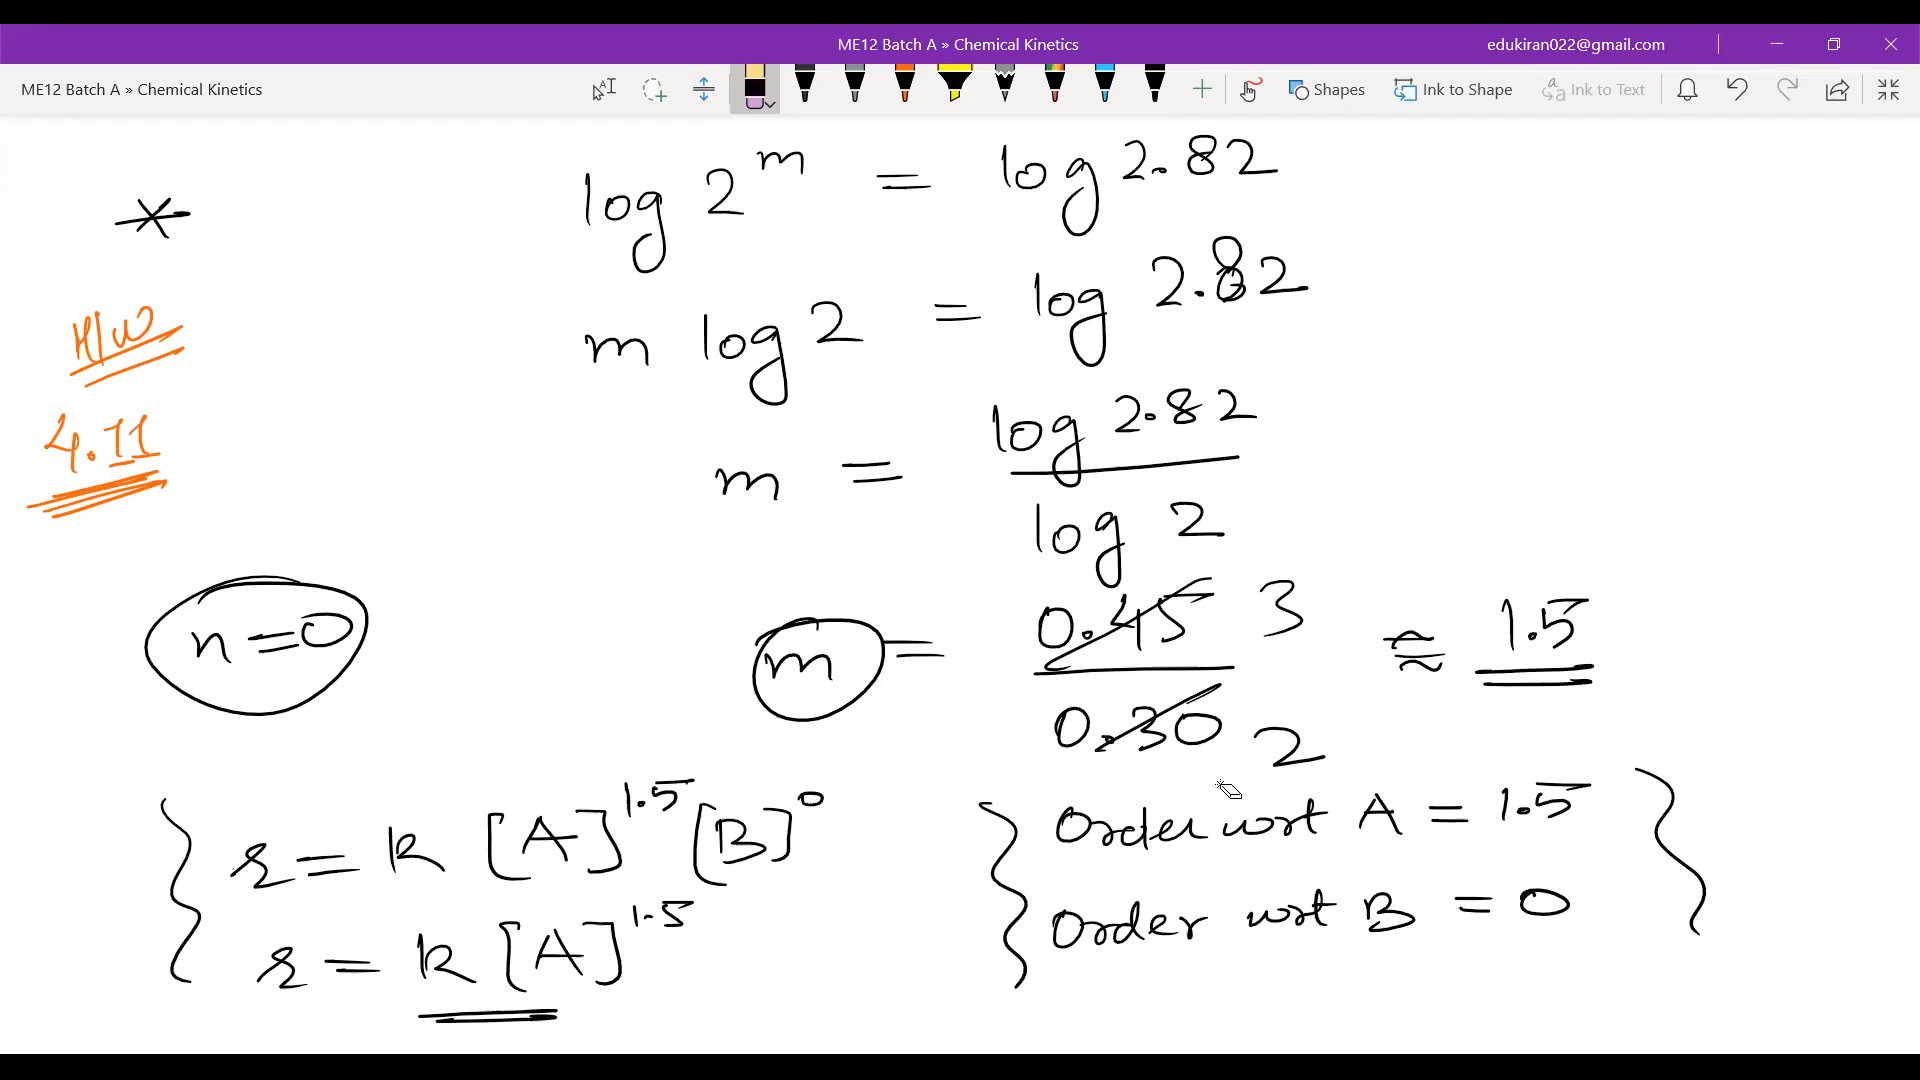 ME12 Batch A » Chemical Kinetics
edukiran022@gmail.com
ME12 Batch A » Chemical Kinetics
Shapes
Ink to Shape
Ink to Text
log 2^m = log 2.82
m log 2 = log 2.82
H/W
4.11
m = log 2.82 / log 2
n = 0
m = 0.45 3 / 0.30 2 ≈ 1.5
r = k [A]^1.5 [B]^0
r = k [A]^1.5
Order wrt A = 1.5
Order wrt B = 0